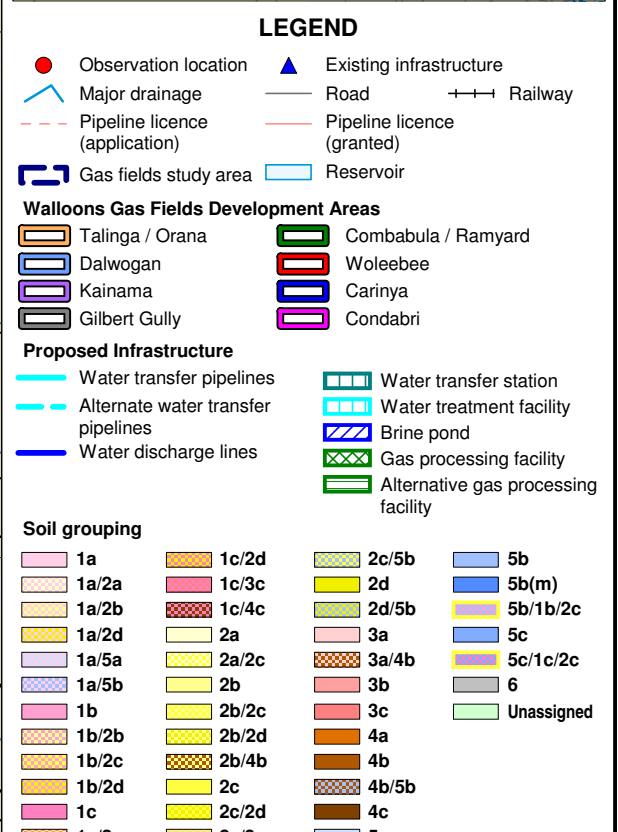 LEGEND
Observation location
Existing infrastructure
Major drainage
Road
Railway
Pipeline licence
(application)
Pipeline licence
(granted)
Gas fields study area
Reservoir
Walloons Gas Fields Development Areas
Talinga / Orana
Combabula / Ramyard
Dalwogan
Woleebee
Kainama
Carinya
Gilbert Gully
Condabri
Proposed Infrastructure
Water transfer pipelines
Alternate water transfer
pipelines
Water discharge lines
Water transfer station
Water treatment facility
Brine pond
Gas processing facility
Alternative gas processing
facility
Soil grouping
1a
1a/2a
1a/2b
1a/2d
1a/5a
1a/5b
1b
1b/2b
1b/2c
1b/2d
1c
1c/2d
1c/3c
1c/4c
2a
2a/2c
2b
2b/2c
2b/2d
2b/4b
2c
2c/2d
2c/5b
2d
2d/5b
3a
3a/4b
3b
3c
4a
4b
4b/5b
4c
5b
5b(m)
5b/1b/2c
5c
5c/1c/2c
6
Unassigned